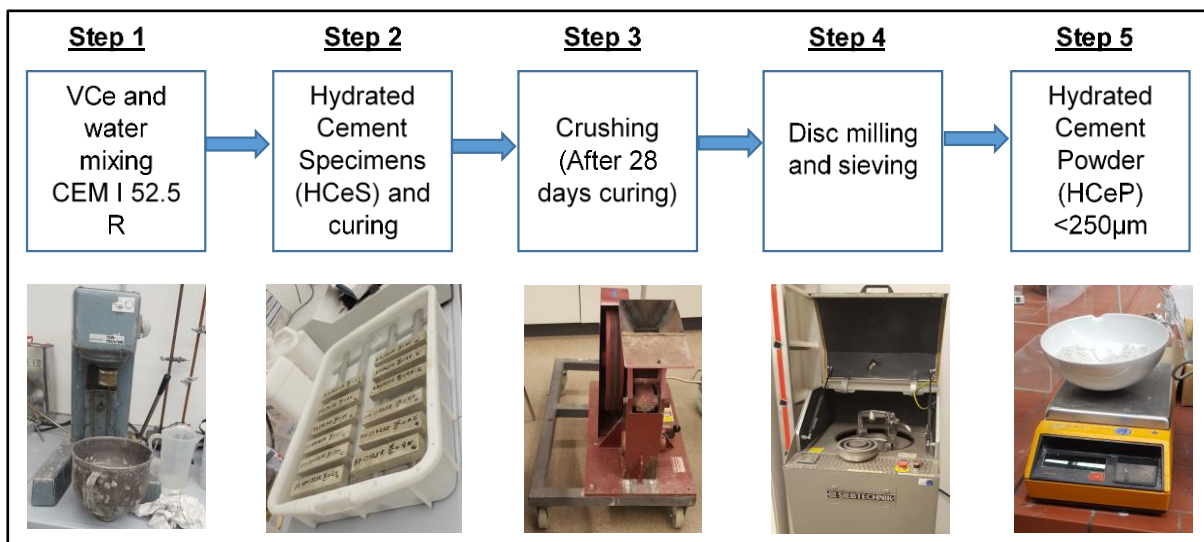 Step 1
Step 2
Step 3
Step 4
Step 5
VCe and
water
mixing
CEM I 52.5
R
Hydrated
Cement
Specimens
(HCeS) and
curing
Crushing
(After 28
days curing)
Disc milling
and sieving
Hydrated
Cement
Powder
(HCeP)
<250µm
SIEBTECHNIK